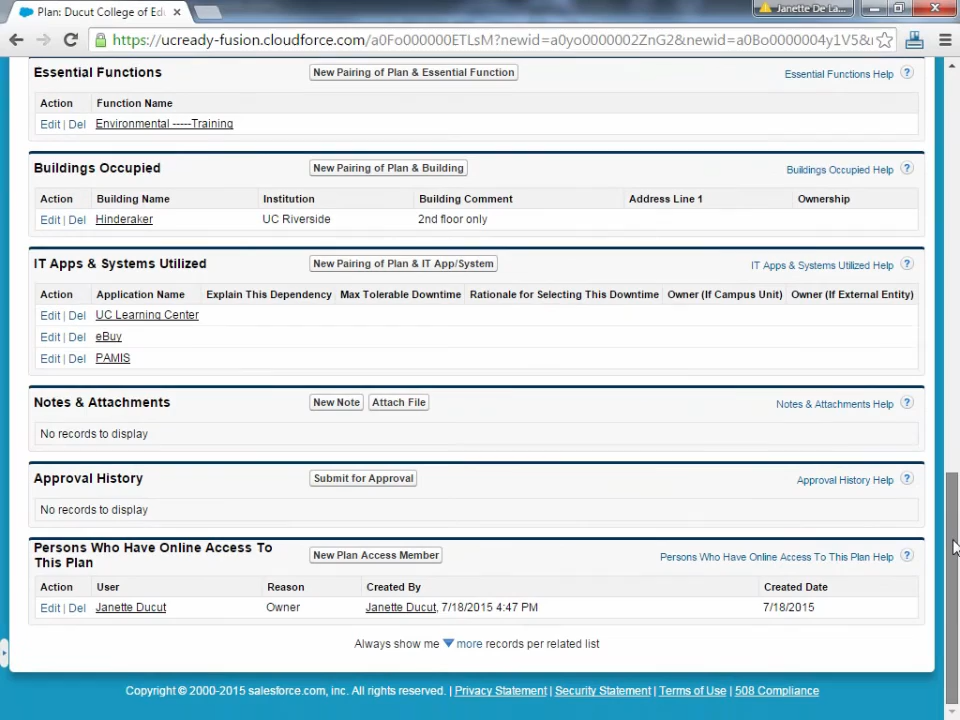 Plan: Ducut College of Edu
Janette De La...
https://ucready-fusion.cloudforce.com/a0Fo000000ETLsM?newid=a0yo0000002ZnG2&newid=a0Bo0000004y1V5&
Essential Functions
New Pairing of Plan & Essential Function
Essential Functions Help ?
Action Function Name
Edit | Del Environmental -----Training
Buildings Occupied
New Pairing of Plan & Building
Buildings Occupied Help ?
Action Building Name Institution Building Comment Address Line 1 Ownership
Edit | Del Hinderaker UC Riverside 2nd floor only
IT Apps & Systems Utilized
New Pairing of Plan & IT App/System
IT Apps & Systems Utilized Help ?
Action Application Name Explain This Dependency Max Tolerable Downtime Rationale for Selecting This Downtime Owner (If Campus Unit) Owner (If External Entity)
Edit | Del UC Learning Center
Edit | Del eBuy
Edit | Del PAMIS
Notes & Attachments
New Note Attach File
Notes & Attachments Help ?
No records to display
Approval History
Submit for Approval
Approval History Help ?
No records to display
Persons Who Have Online Access To
This Plan
New Plan Access Member
Persons Who Have Online Access To This Plan Help ?
Action User Reason Created By Created Date
Edit | Del Janette Ducut Owner Janette Ducut, 7/18/2015 4:47 PM 7/18/2015
Always show me more records per related list
Copyright © 2000-2015 salesforce.com, inc. All rights reserved. | Privacy Statement | Security Statement | Terms of Use | 508 Compliance